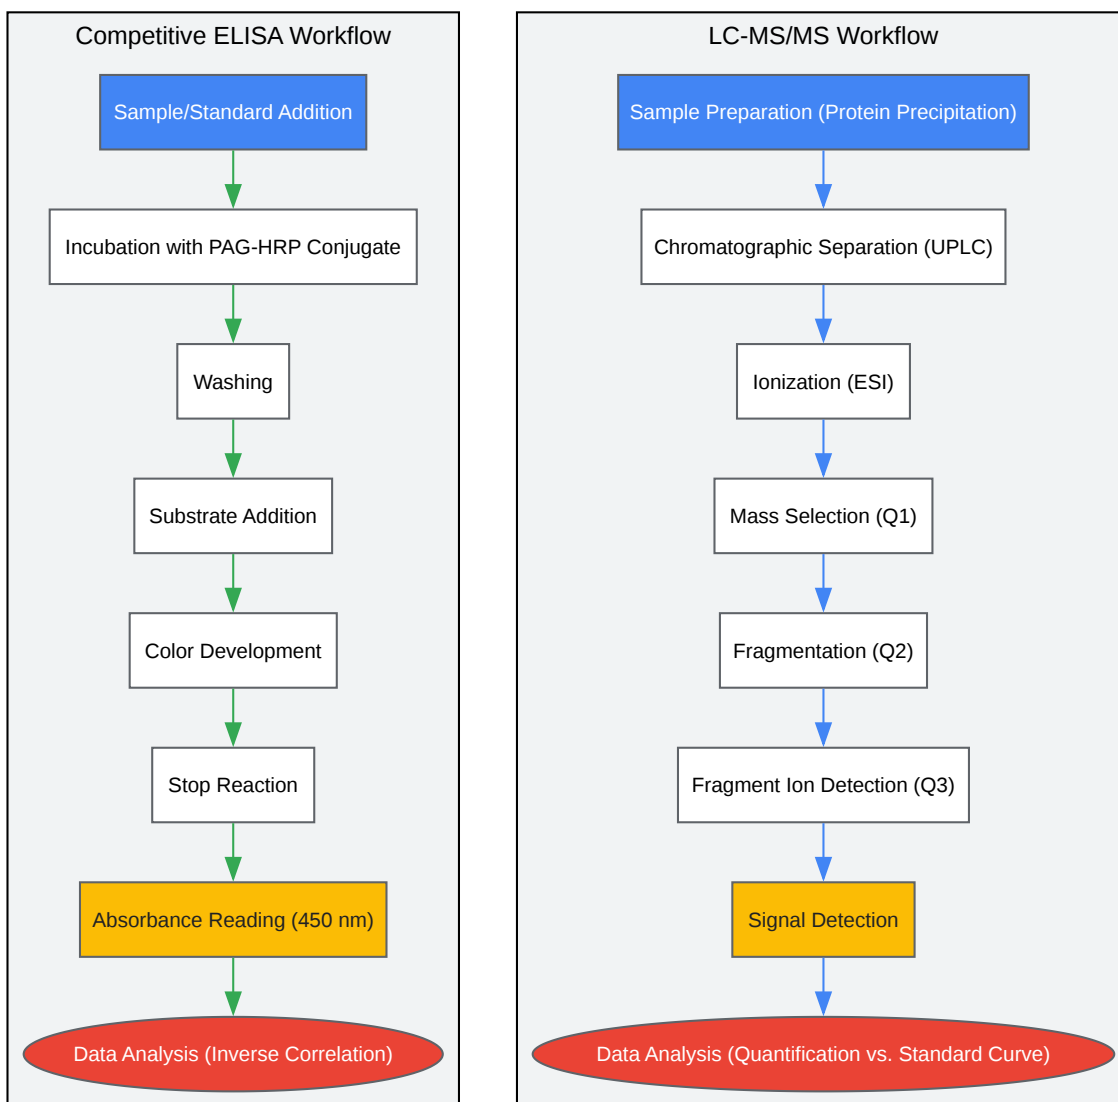 Competitive ELISA Workflow
Sample/Standard Addition
Incubation with PAG-HRP Conjugate
Washing
Substrate Addition
Color Development
Stop Reaction
Absorbance Reading (450 nm)
Data Analysis (Inverse Correlation)
LC-MS/MS Workflow
Sample Preparation (Protein Precipitation)
Chromatographic Separation (UPLC)
Ionization (ESI)
Mass Selection (Q1)
Fragmentation (Q2)
Fragment Ion Detection (Q3)
Signal Detection
Data Analysis (Quantification vs. Standard Curve)